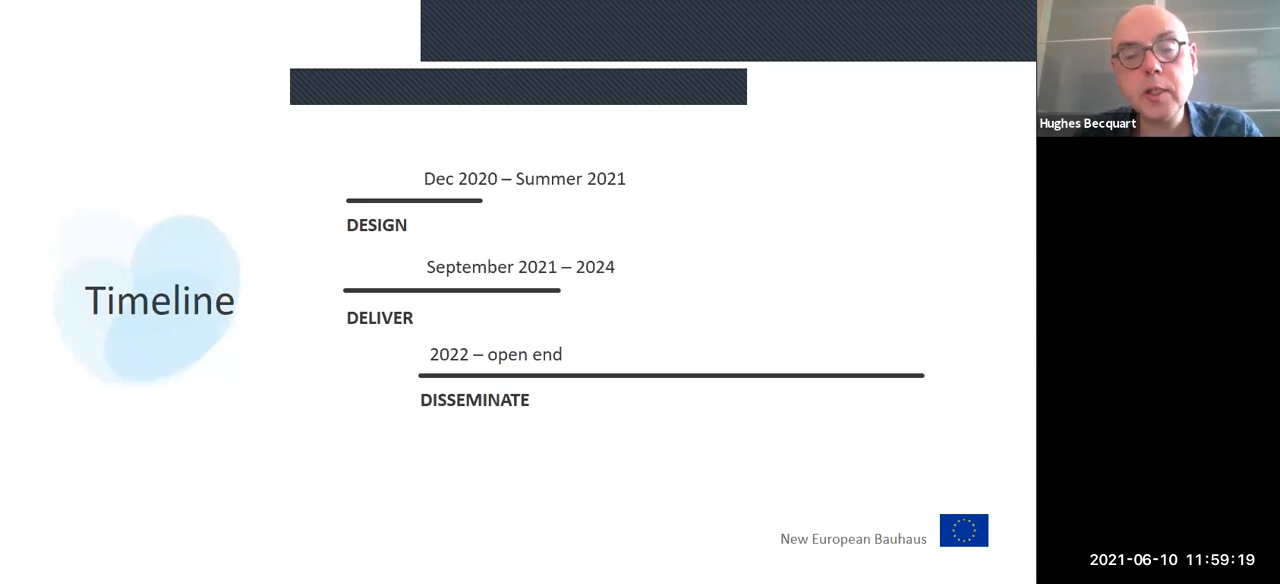 Hughes Becquart
Dec 2020 – Summer 2021
DESIGN
September 2021 – 2024
Timeline
DELIVER
2022 – open end
DISSEMINATE
New European Bauhaus
2021-06-10 11:59:19